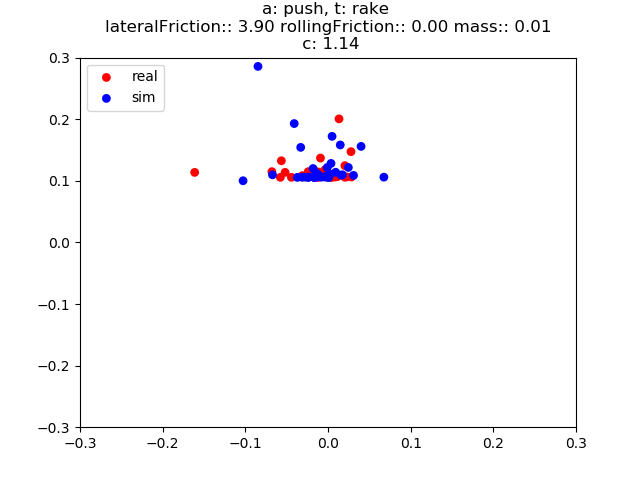 a: push, t: rake
lateralFriction:: 3.90 rollingFriction:: 0.00 mass:: 0.01
c: 1.14
real
sim
0.3
0.2
0.1
0.0
−0.1
−0.2
−0.3
−0.3 −0.2 −0.1 0.0 0.1 0.2 0.3